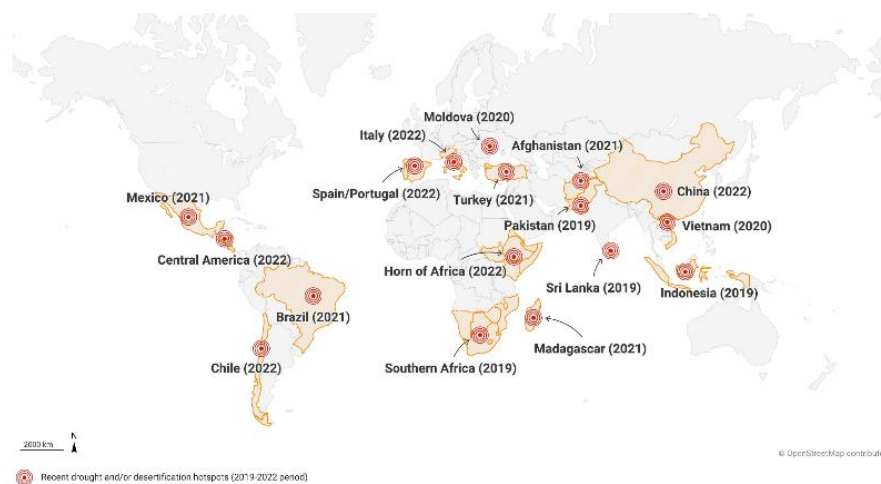 Moldova (2020)
Italy (2022)
Afghanistan (2021)
Spain/Portugal (2022)
Turkey (2021)
China (2022)
Mexico (2021)
Pakistan (2019)
Vietnam (2020)
Central America (2022)
Horn of Africa (2022)
Sri Lanka (2019)
Indonesia (2019)
Brazil (2021)
Madagascar (2021)
Chile (2022)
Southern Africa (2019)
N
2000 km
© OpenStreetMap contribute
Recent drought and/or desertification hotspots (2019-2022 period)